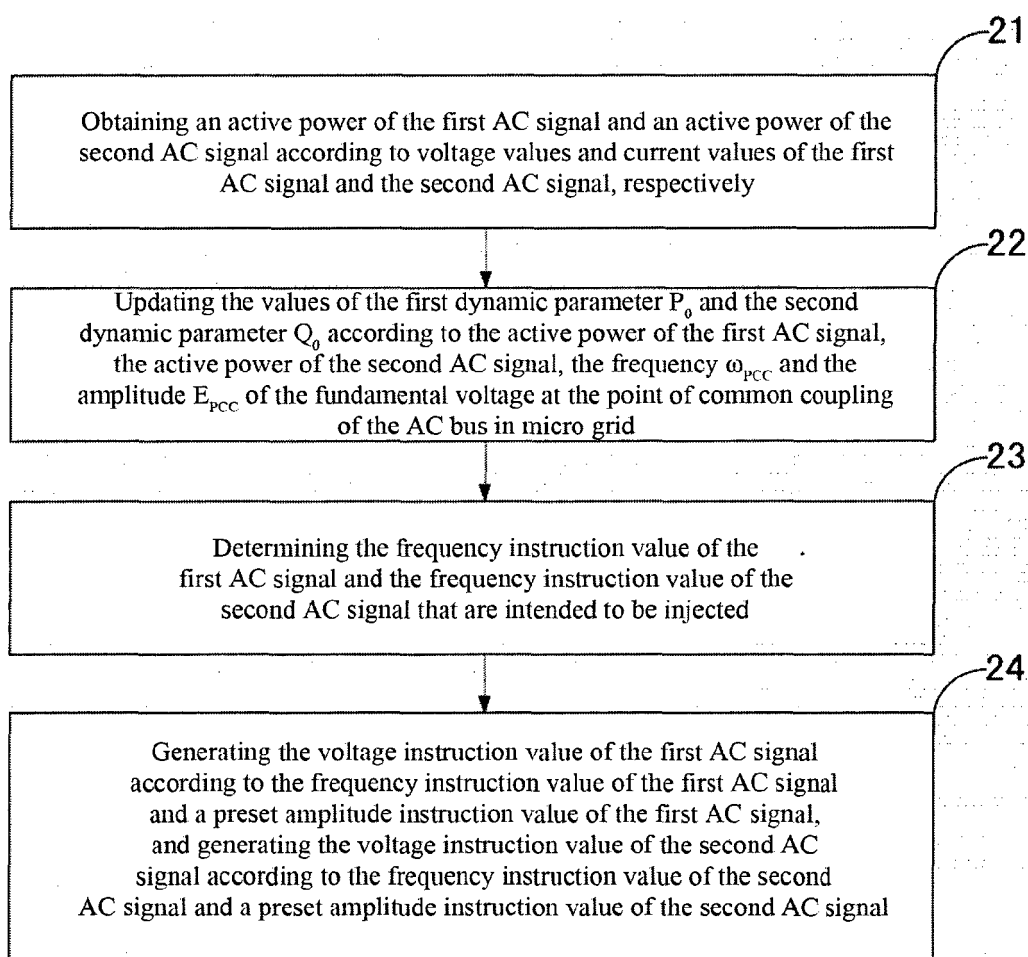 21
Obtaining an active power of the first AC signal and an active power of the
second AC signal according to voltage values and current values of the first
AC signal and the second AC signal, respectively
22
Updating the values of the first dynamic parameter P₀ and the second
dynamic parameter Q₀ according to the active power of the first AC signal,
the active power of the second AC signal, the frequency ω_PCC and the
amplitude E_PCC of the fundamental voltage at the point of common coupling
of the AC bus in micro grid
23
Determining the frequency instruction value of the
first AC signal and the frequency instruction value of the
second AC signal that are intended to be injected
24
Generating the voltage instruction value of the first AC signal
according to the frequency instruction value of the first AC signal
and a preset amplitude instruction value of the first AC signal,
and generating the voltage instruction value of the second AC
signal according to the frequency instruction value of the second
AC signal and a preset amplitude instruction value of the second AC signal